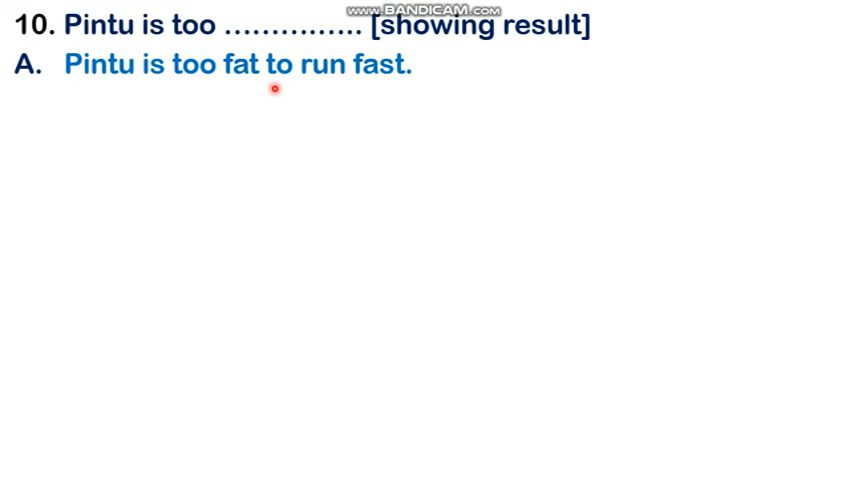 www.BANDICAM.com
10. Pintu is too …………… [showing result]
A. Pintu is too fat to run fast.